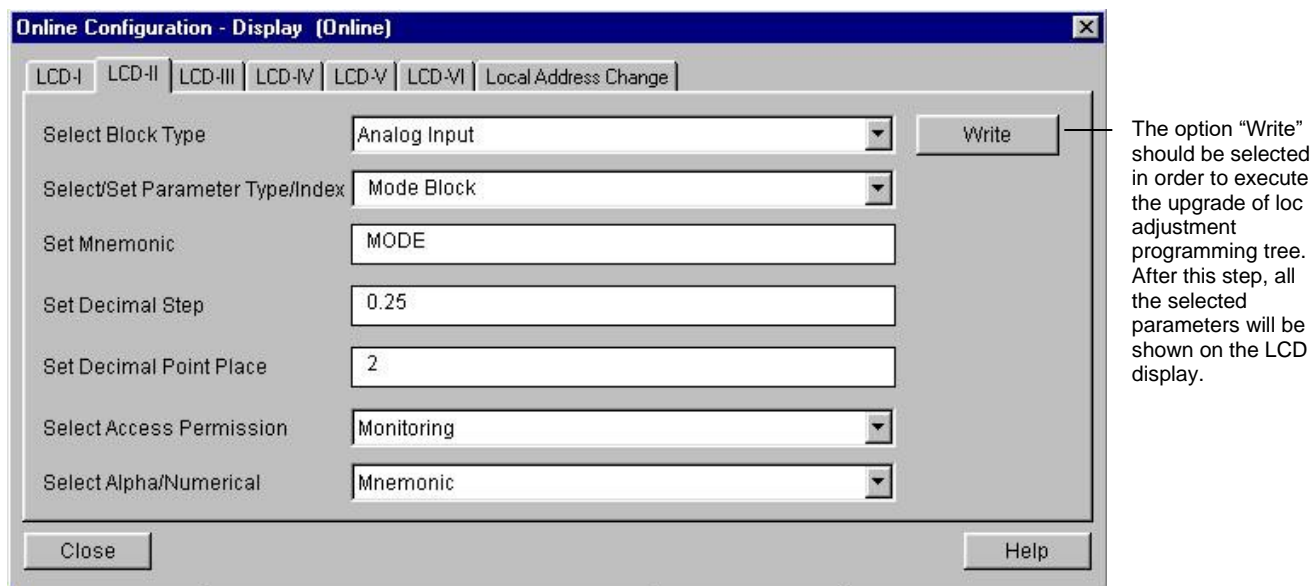 Online Configuration - Display (Online)
LCD-I LCD-II LCD-III LCD-IV LCD-V LCD-VI Local Address Change
Select Block Type Analog Input Write
Select/Set Parameter Type/Index Mode Block
Set Mnemonic MODE
Set Decimal Step 0.25
Set Decimal Point Place 2
Select Access Permission Monitoring
Select Alpha/Numerical Mnemonic
Close Help
The option “Write”
should be selected
in order to execute
the upgrade of loc
adjustment
programming tree.
After this step, all
the selected
parameters will be
shown on the LCD
display.